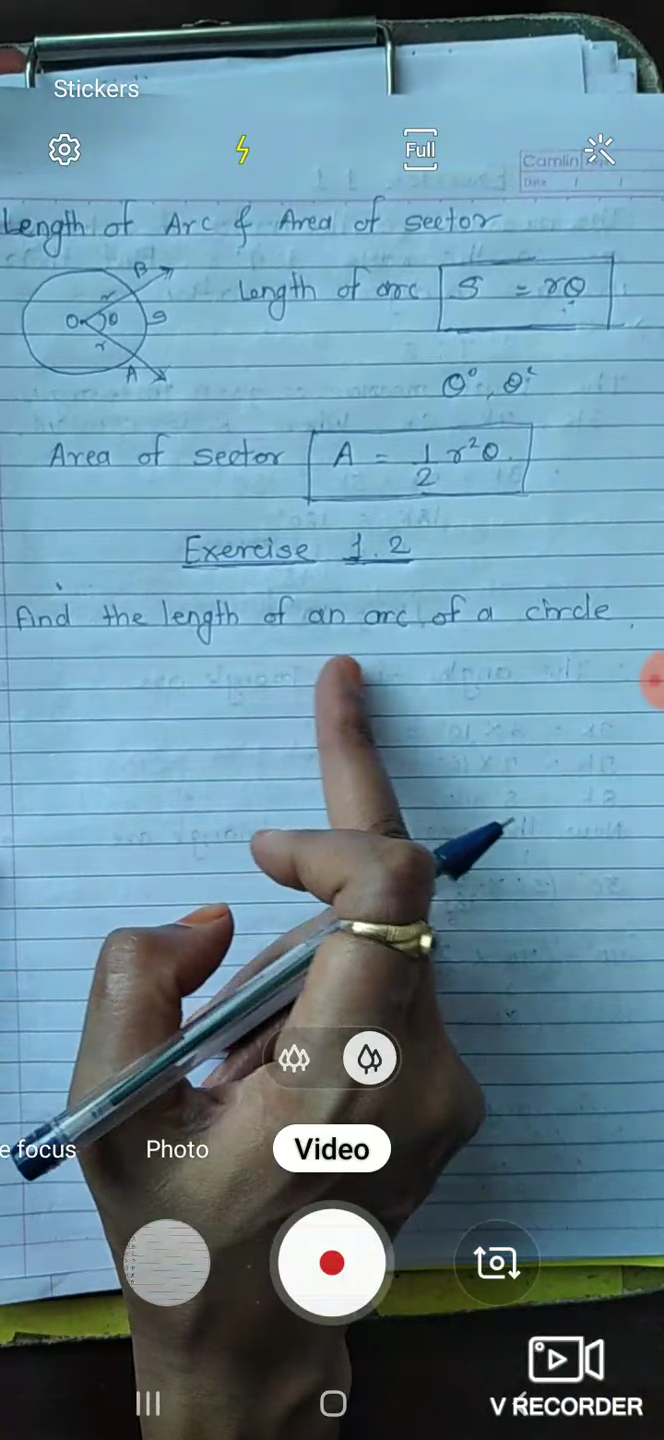 Stickers
Full
Camlin
Date / /
Length of Arc & Area of sector
B
r
O θ S
r
A
Length of arc S = rθ
θ°, θᶜ
Area of sector A = 1/2 r²θ.
Exercise 1.2
Find the length of an arc of a circle.
e focus Photo Video
V RECORDER